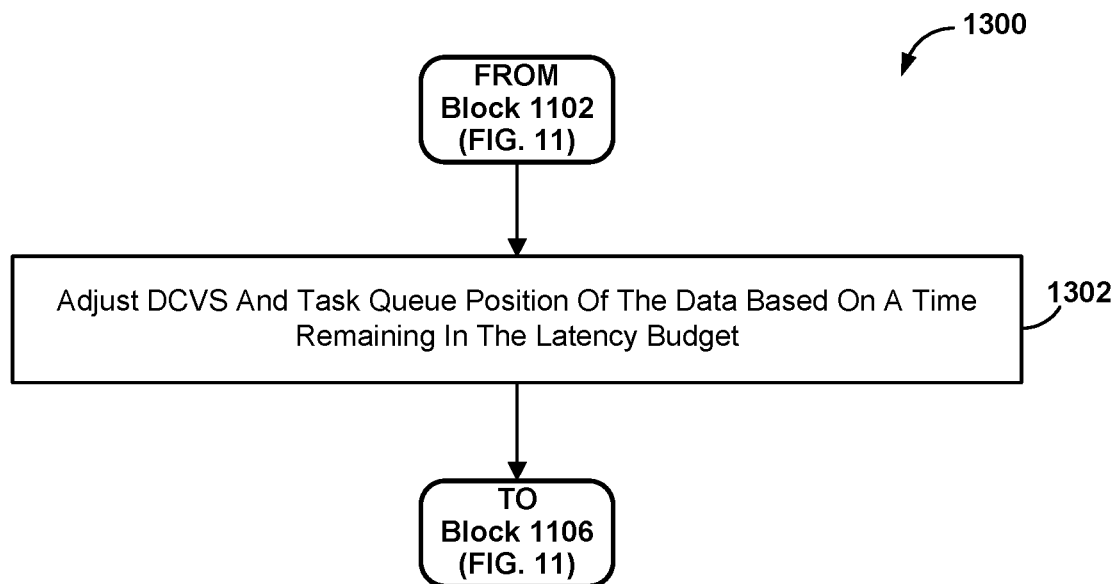 1300
FROM
Block 1102
(FIG. 11)
Adjust DCVS And Task Queue Position Of The Data Based On A Time
Remaining In The Latency Budget
1302
TO
Block 1106
(FIG. 11)